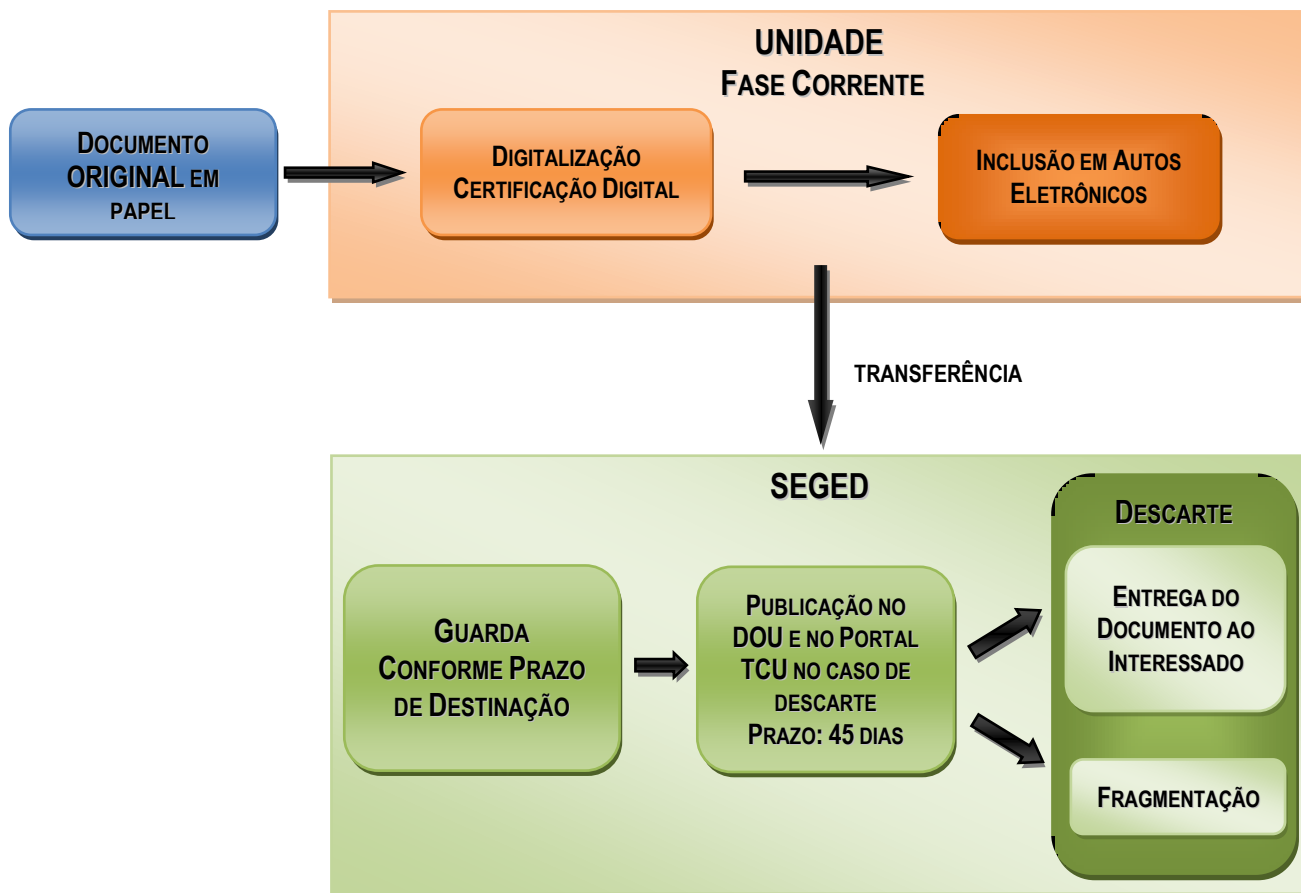 UNIDADE
FASE CORRENTE
DOCUMENTO
ORIGINAL EM
PAPEL
DIGITALIZAÇÃO
CERTIFICAÇÃO DIGITAL
INCLUSÃO EM AUTOS
ELETRÔNICOS
TRANSFERÊNCIA
SEGED
GUARDA
CONFORME PRAZO
DE DESTINAÇÃO
PUBLICAÇÃO NO
DOU E NO PORTAL
TCU NO CASO DE
DESCARTE
PRAZO: 45 DIAS
DESCARTE
ENTREGA DO
DOCUMENTO AO
INTERESSADO
FRAGMENTAÇÃO